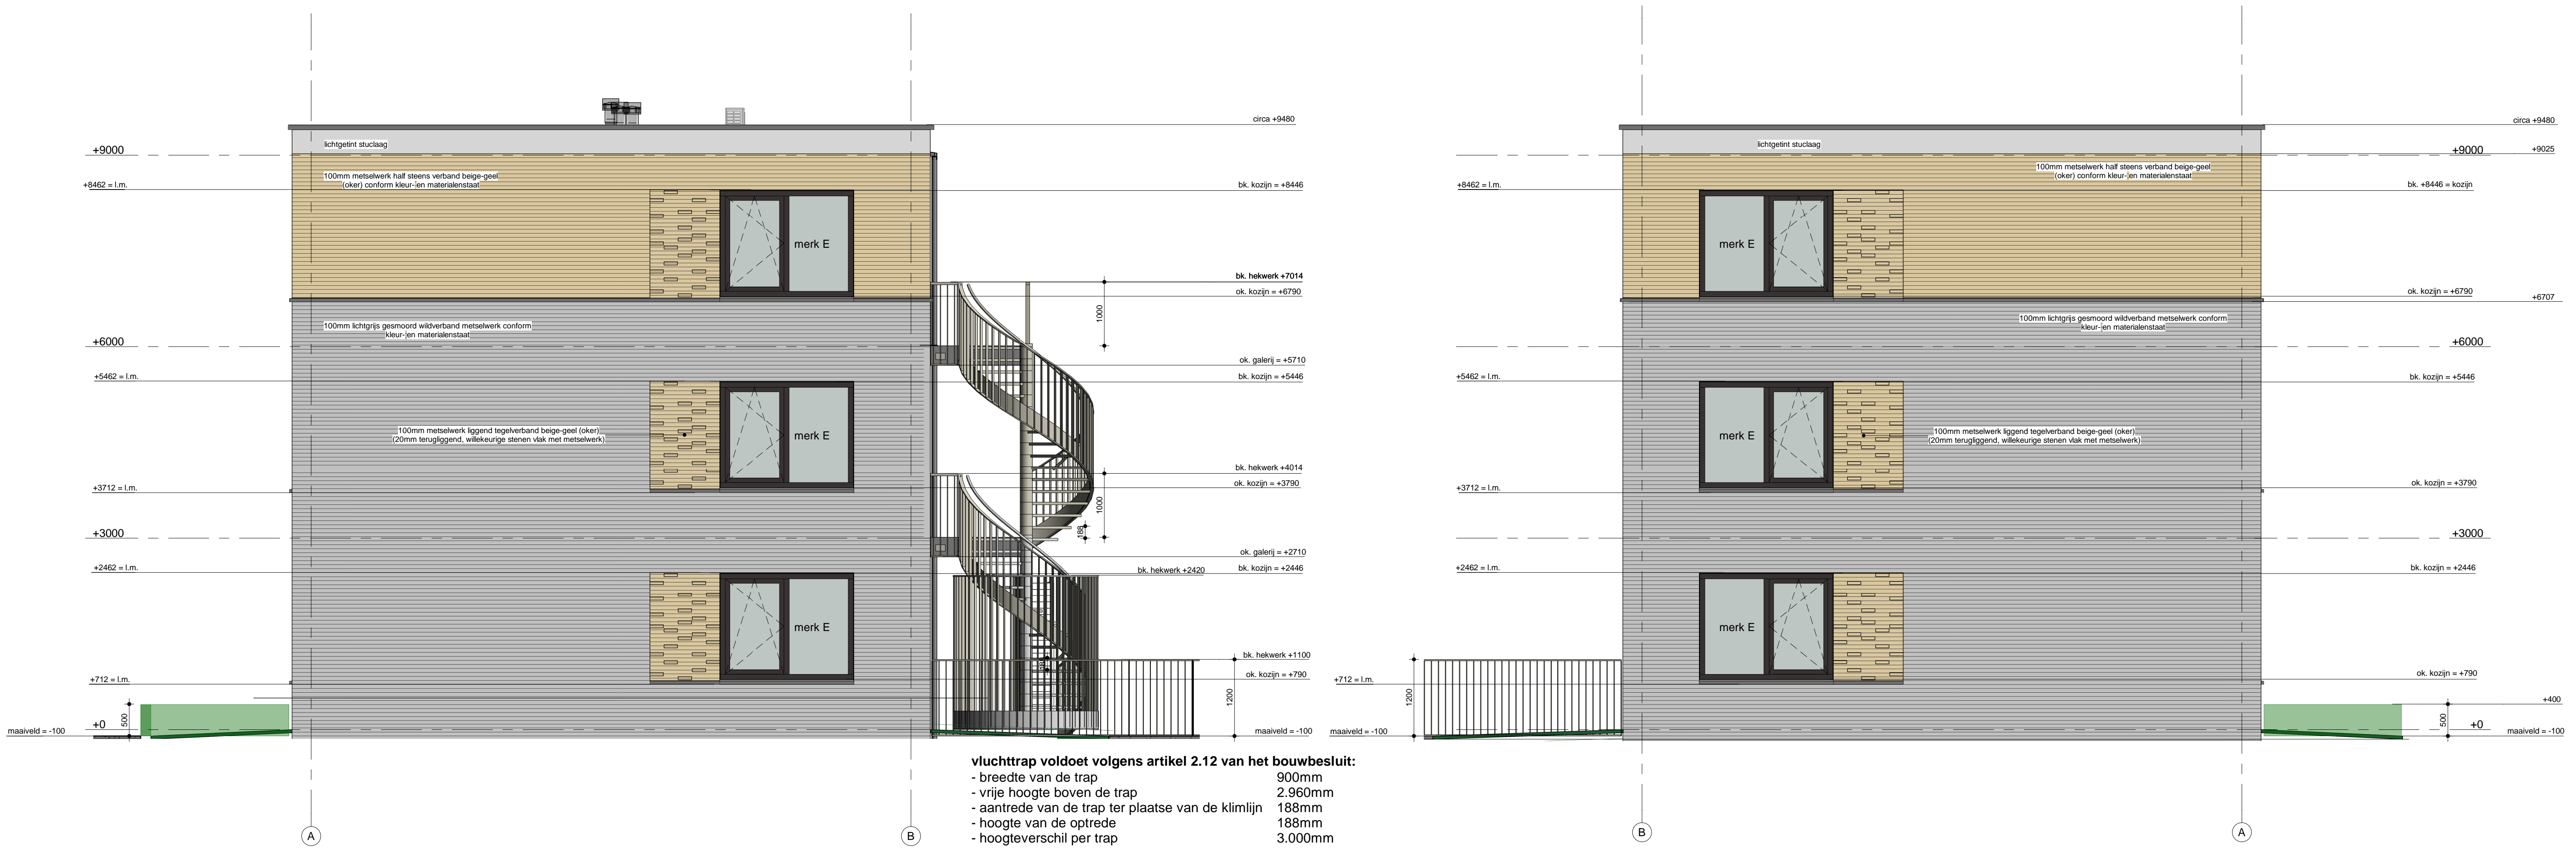 circa +9480
lichtgetint stuclaag
+9000
100mm metselwerk half steens verband beige-geel
(oker) conform kleur- en materialenstaat
+8462 = l.m.
bk. kozijn = +8446
merk E
bk. hekwerk +7014
ok. kozijn = +6790
1000
100mm lichtgrijs gesmoord wildverband metselwerk conform
kleur- en materialenstaat
+6000
ok. galerij = +5710
+5462 = l.m.
bk. kozijn = +5446
100mm metselwerk liggend tegelverband beige-geel (oker)
(20mm terugliggend, willekeurige stenen vlak met metselwerk)
merk E
bk. hekwerk +4014
ok. kozijn = +3790
+3712 = l.m.
1000
188
+3000
ok. galerij = +2710
+2462 = l.m.
bk. kozijn = +2446
bk. hekwerk +2420
merk E
bk. hekwerk +1100
ok. kozijn = +790
+712 = l.m.
1200
500
+0
maaiveld = -100
maaiveld = -100
A
B
vluchttrap voldoet volgens artikel 2.12 van het bouwbesluit:
- breedte van de trap 900mm
- vrije hoogte boven de trap 2.960mm
- aantrede van de trap ter plaatse van de klimlijn 188mm
- hoogte van de optrede 188mm
- hoogteverschil per trap 3.000mm
circa +9480
lichtgetint stuclaag
+9000
+9025
100mm metselwerk half steens verband beige-geel
(oker) conform kleur- en materialenstaat
+8462 = l.m.
bk. +8446 = kozijn
merk E
ok. kozijn = +6790
+6707
100mm lichtgrijs gesmoord wildverband metselwerk conform
kleur- en materialenstaat
+6000
+5462 = l.m.
bk. kozijn = +5446
merk E
100mm metselwerk liggend tegelverband beige-geel (oker)
(20mm terugliggend, willekeurige stenen vlak met metselwerk)
+3712 = l.m.
ok. kozijn = +3790
+3000
+2462 = l.m.
bk. kozijn = +2446
merk E
ok. kozijn = +790
+712 = l.m.
1200
+400
500
+0
maaiveld = -100
maaiveld = -100
B
A